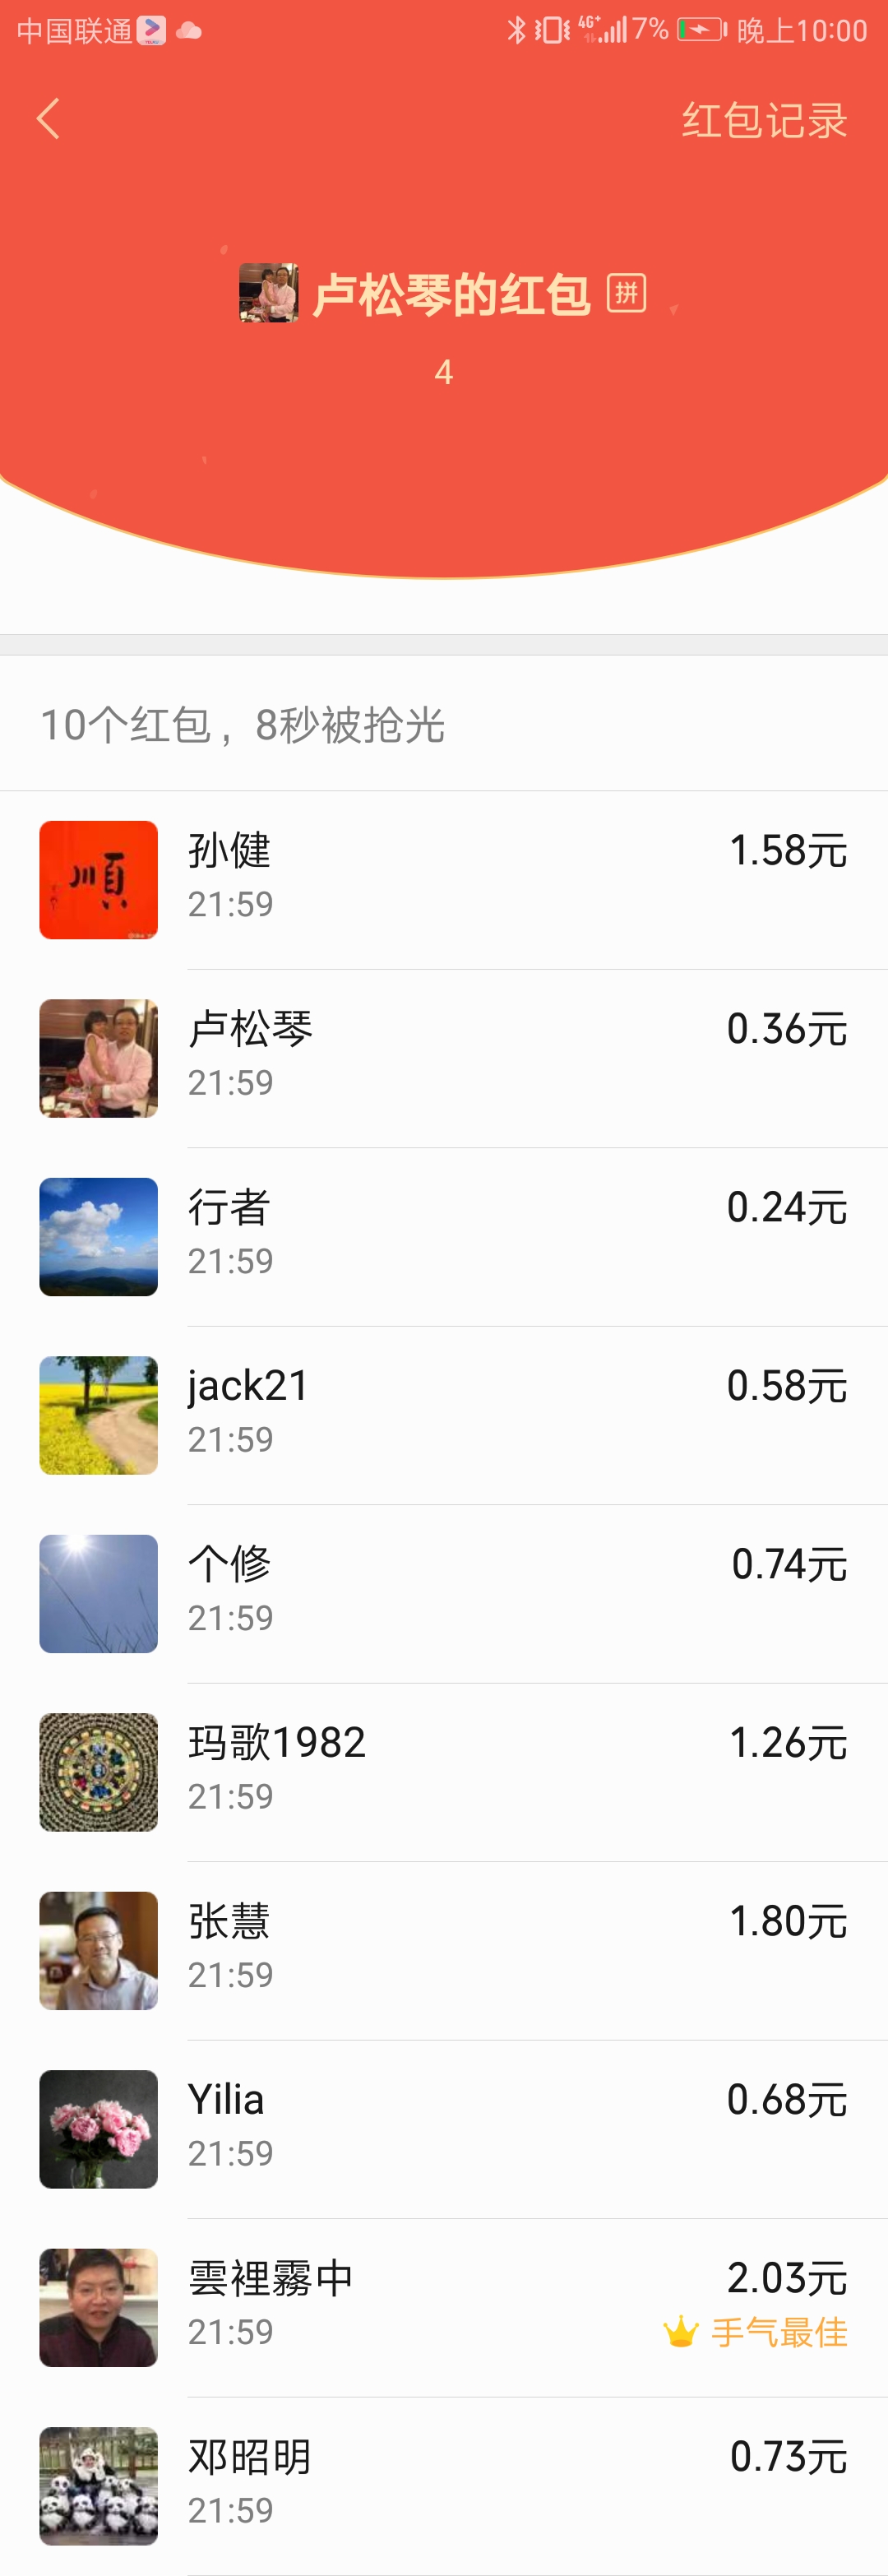 中国联通 4G+ 7% 晚上10:00
红包记录
卢松琴的红包 拼
4
10个红包，8秒被抢光
順
孙健 1.58元
21:59
卢松琴 0.36元
21:59
行者 0.24元
21:59
jack21 0.58元
21:59
个修 0.74元
21:59
玛歌1982 1.26元
21:59
张慧 1.80元
21:59
Yilia 0.68元
21:59
雲裡霧中 2.03元
21:59 手气最佳
邓昭明 0.73元
21:59